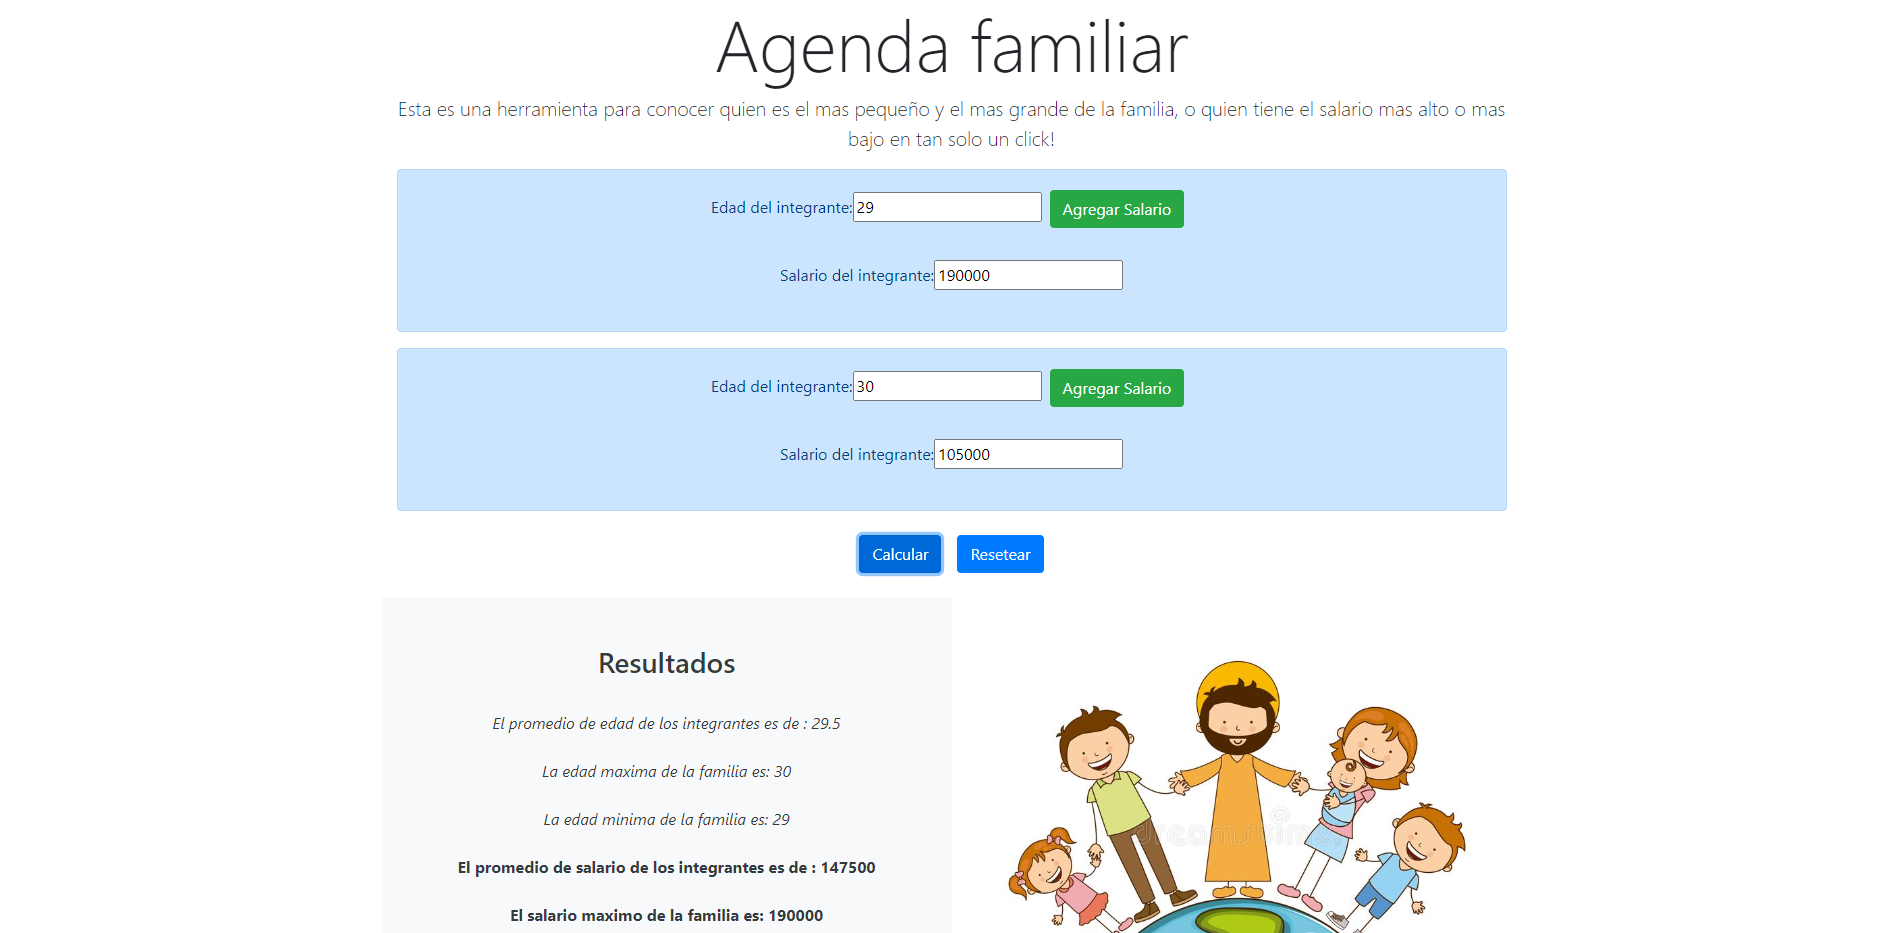 Agenda familiar
Esta es una herramienta para conocer quien es el mas pequeño y el mas grande de la familia, o quien tiene el salario mas alto o mas
bajo en tan solo un click!
Edad del integrante: 29 Agregar Salario
Salario del integrante: 190000
Edad del integrante: 30 Agregar Salario
Salario del integrante: 105000
Calcular Resetear
Resultados
El promedio de edad de los integrantes es de : 29.5
La edad maxima de la familia es: 30
La edad minima de la familia es: 29
El promedio de salario de los integrantes es de : 147500
El salario maximo de la familia es: 190000
dreamstime